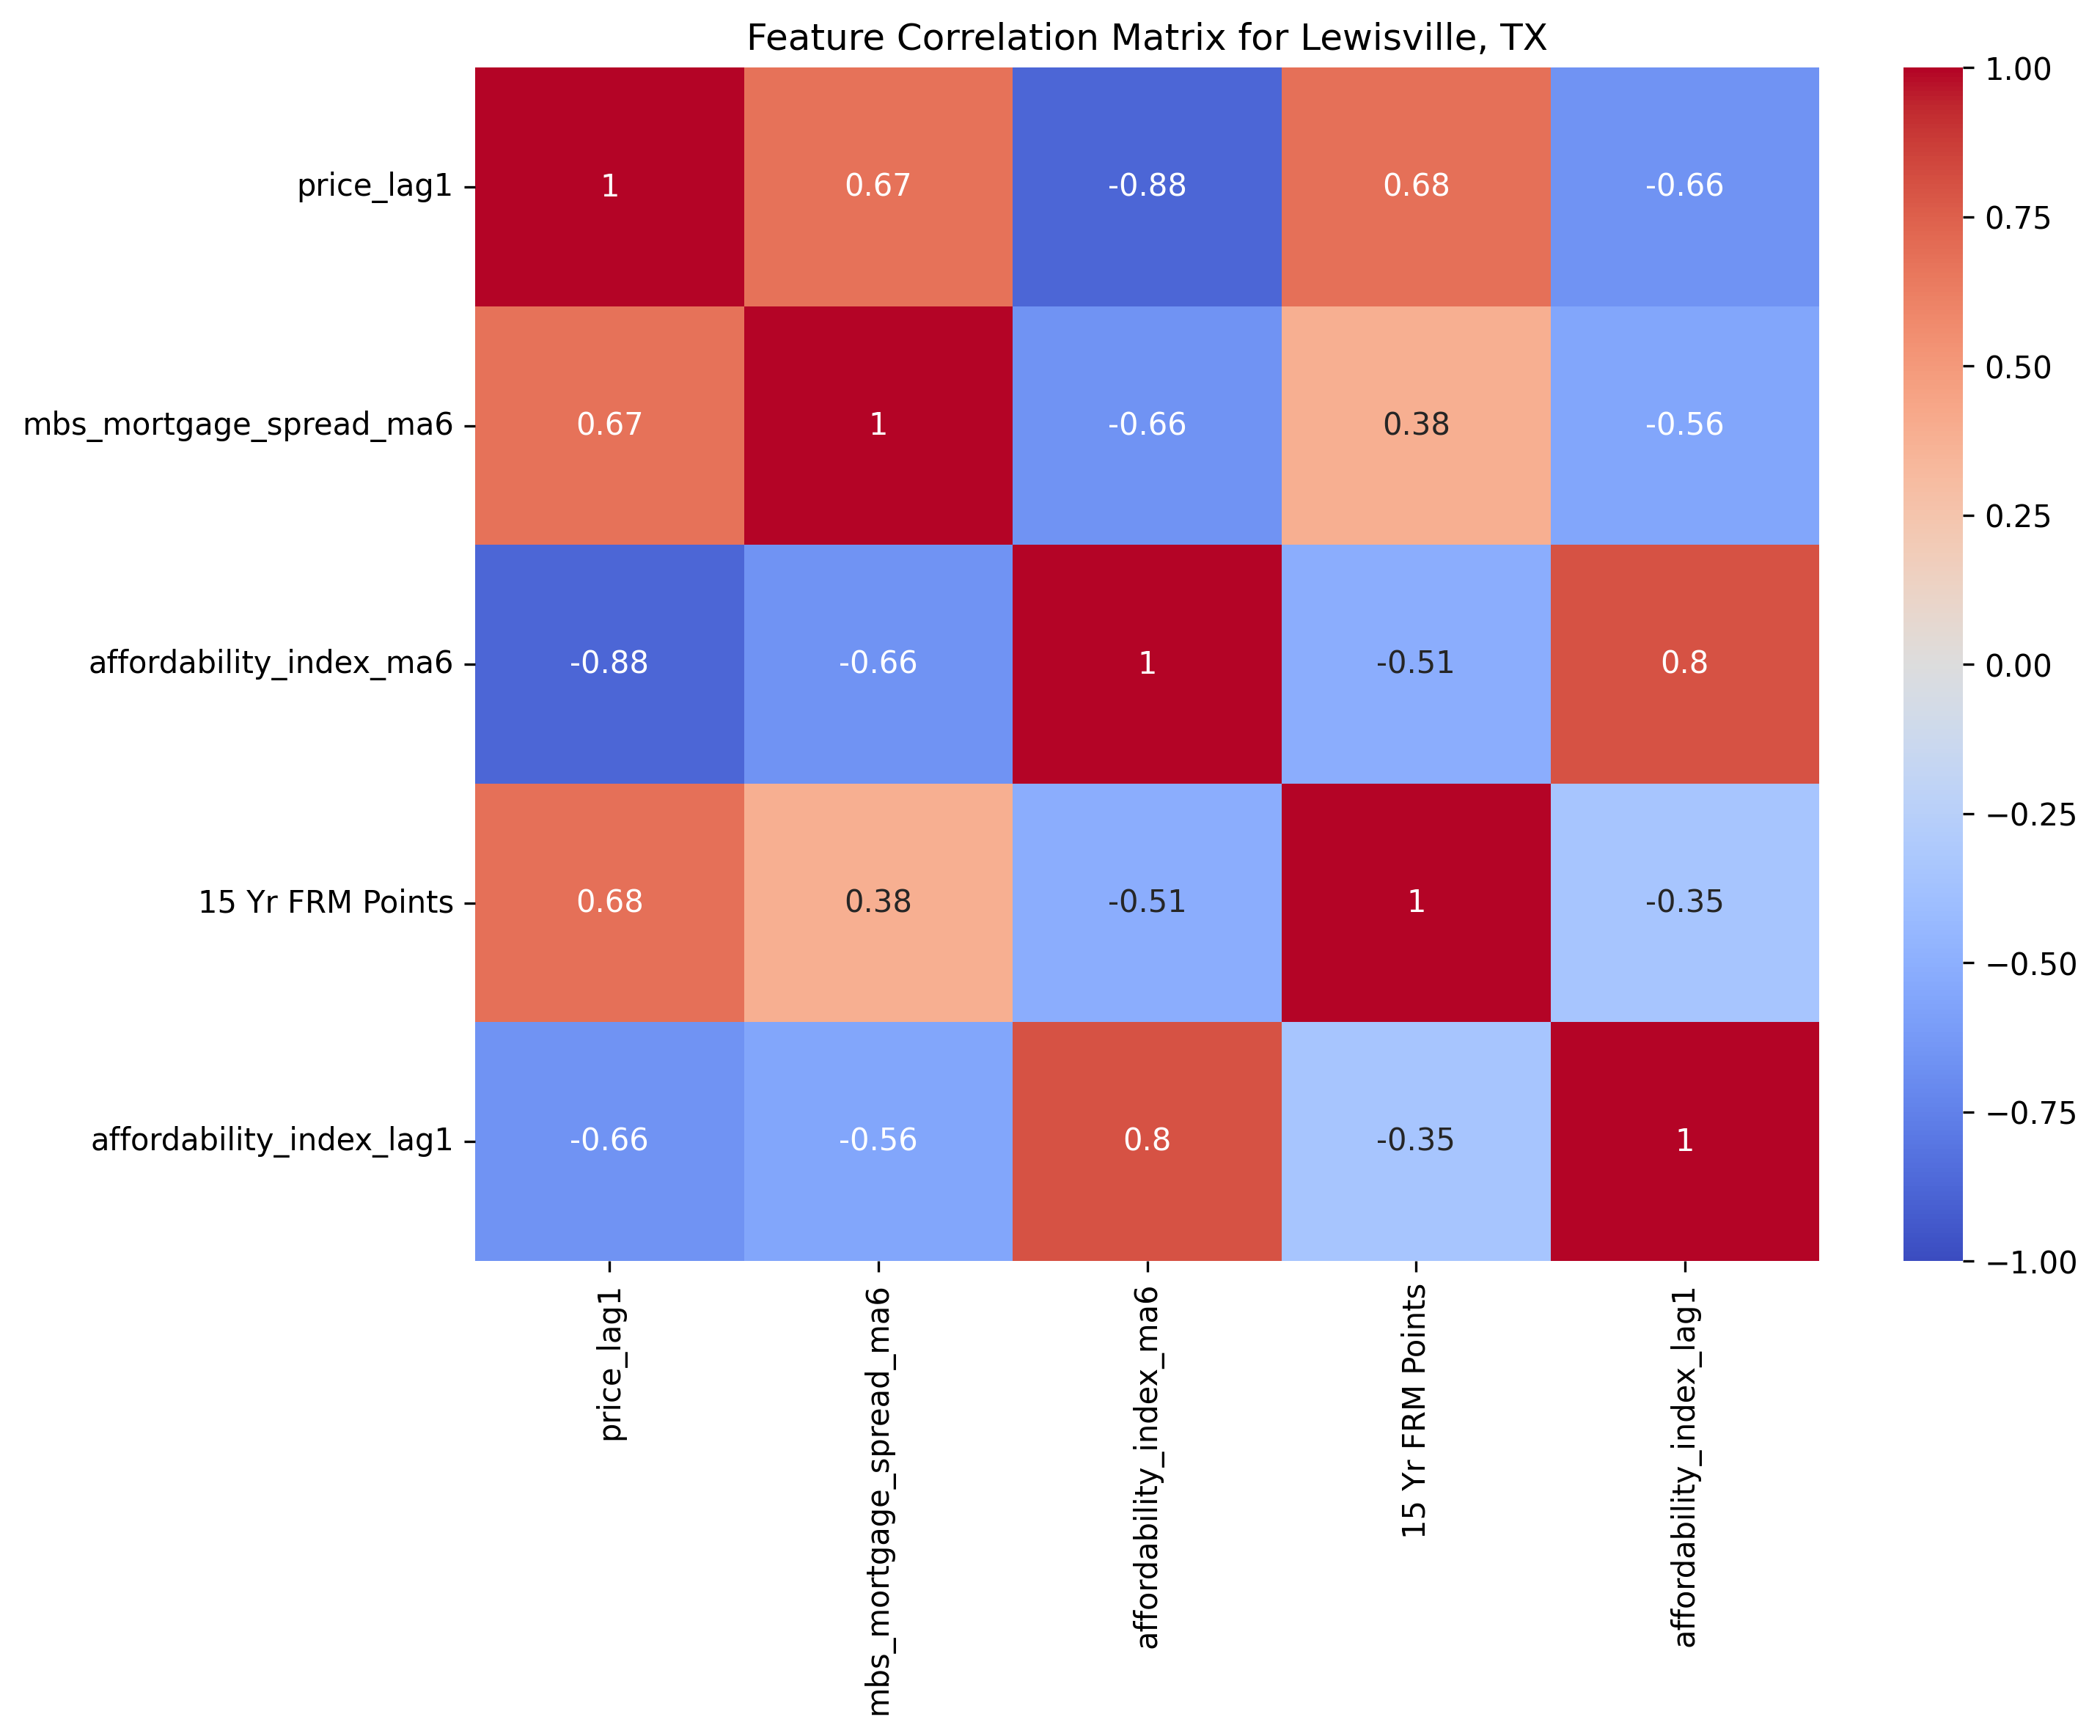 Feature Correlation Matrix for Lewisville, TX
price_lag1 1 0.67 -0.88 0.68 -0.66
mbs_mortgage_spread_ma6 0.67 1 -0.66 0.38 -0.56
affordability_index_ma6 -0.88 -0.66 1 -0.51 0.8
15 Yr FRM Points 0.68 0.38 -0.51 1 -0.35
affordability_index_lag1 -0.66 -0.56 0.8 -0.35 1
price_lag1
mbs_mortgage_spread_ma6
affordability_index_ma6
15 Yr FRM Points
affordability_index_lag1
1.00
0.75
0.50
0.25
0.00
−0.25
−0.50
−0.75
−1.00